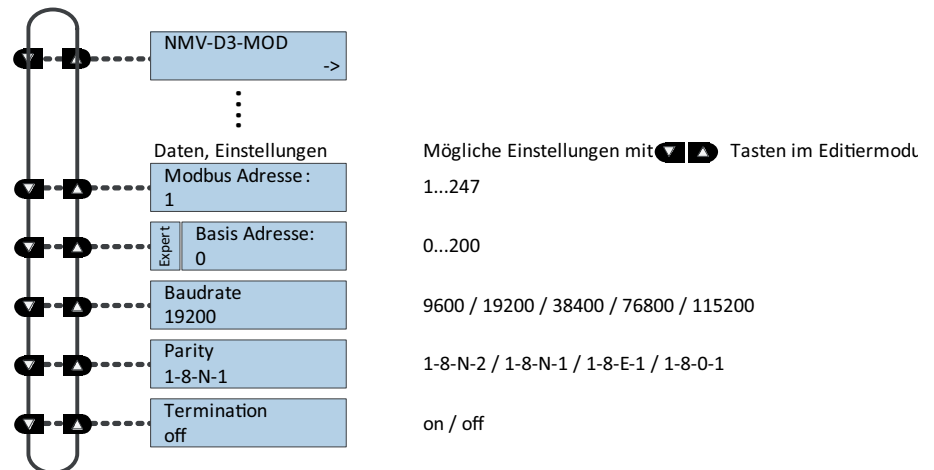 NMV-D3-MOD
->
Daten, Einstellungen
Mögliche Einstellungen mit Tasten im Editiermodu
Modbus Adresse:
1
1...247
Expert
Basis Adresse:
0
0...200
Baudrate
19200
9600 / 19200 / 38400 / 76800 / 115200
Parity
1-8-N-1
1-8-N-2 / 1-8-N-1 / 1-8-E-1 / 1-8-0-1
Termination
off
on / off